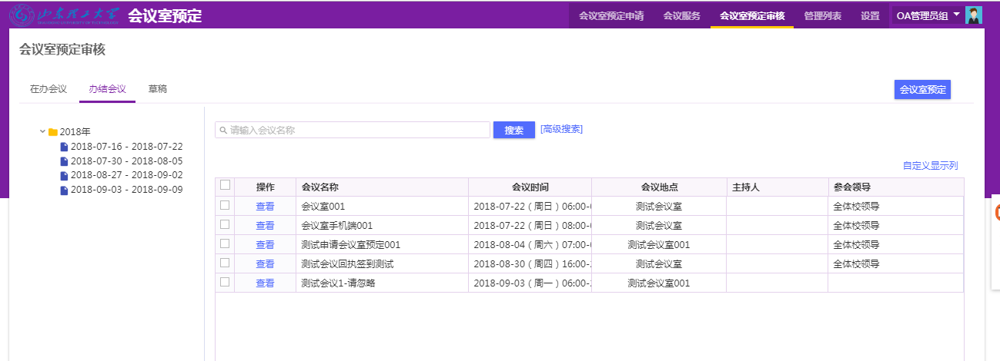 山东理工大学 会议室预定 会议室预定申请 会议服务 会议室预定审核 管理列表 设置 OA管理员组
SHANDONG UNIVERSITY OF TECHNOLOGY
会议室预定审核
在办会议 办结会议 草稿 会议室预定
2018年
2018-07-16 - 2018-07-22
2018-07-30 - 2018-08-05
2018-08-27 - 2018-09-02
2018-09-03 - 2018-09-09
请输入会议名称 搜索 [高级搜索]
自定义显示列
操作 会议名称 会议时间 会议地点 主持人 参会领导
查看 会议室001 2018-07-22（周日）06:00- 测试会议室 全体校领导
查看 会议室手机端001 2018-07-22（周日）08:00- 测试会议室 全体校领导
查看 测试申请会议室预定001 2018-08-04（周六）07:00- 测试会议室001 全体校领导
查看 测试会议回执签到测试 2018-08-30（周四）16:00- 测试会议室 全体校领导
查看 测试会议1-请忽略 2018-09-03（周一）06:00- 测试会议室001